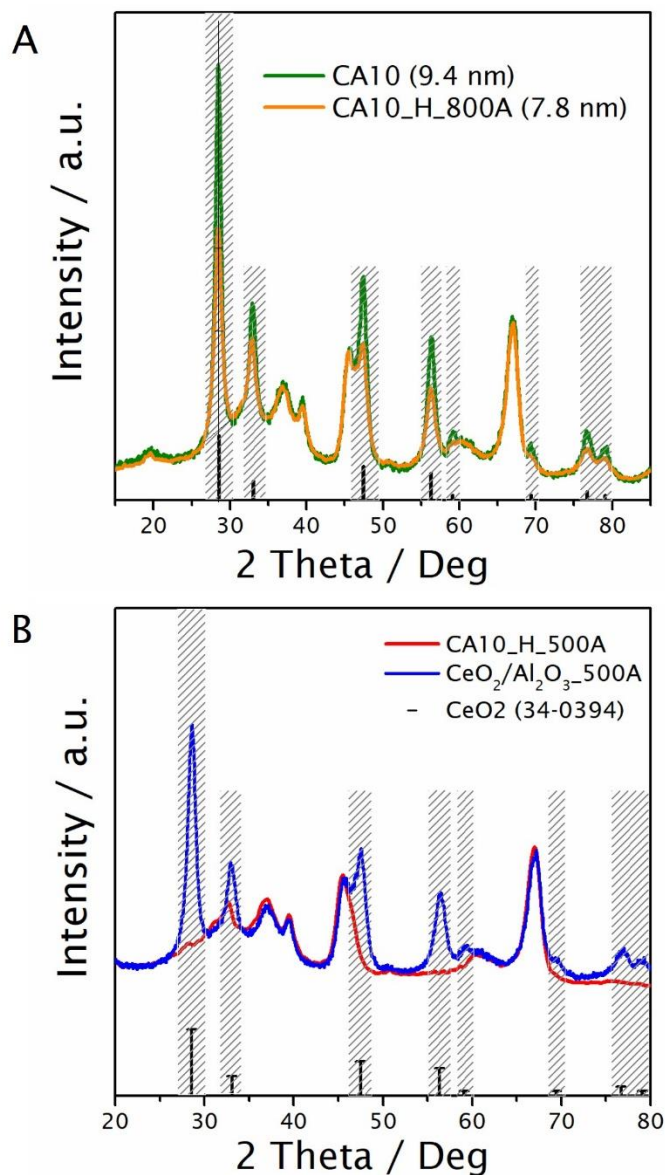 A
CA10 (9.4 nm)
CA10_H_800A (7.8 nm)
Intensity / a.u.
20 30 40 50 60 70 80
2 Theta / Deg
B
CA10_H_500A
CeO₂/Al₂O₃_500A
CeO2 (34-0394)
Intensity / a.u.
20 30 40 50 60 70 80
2 Theta / Deg